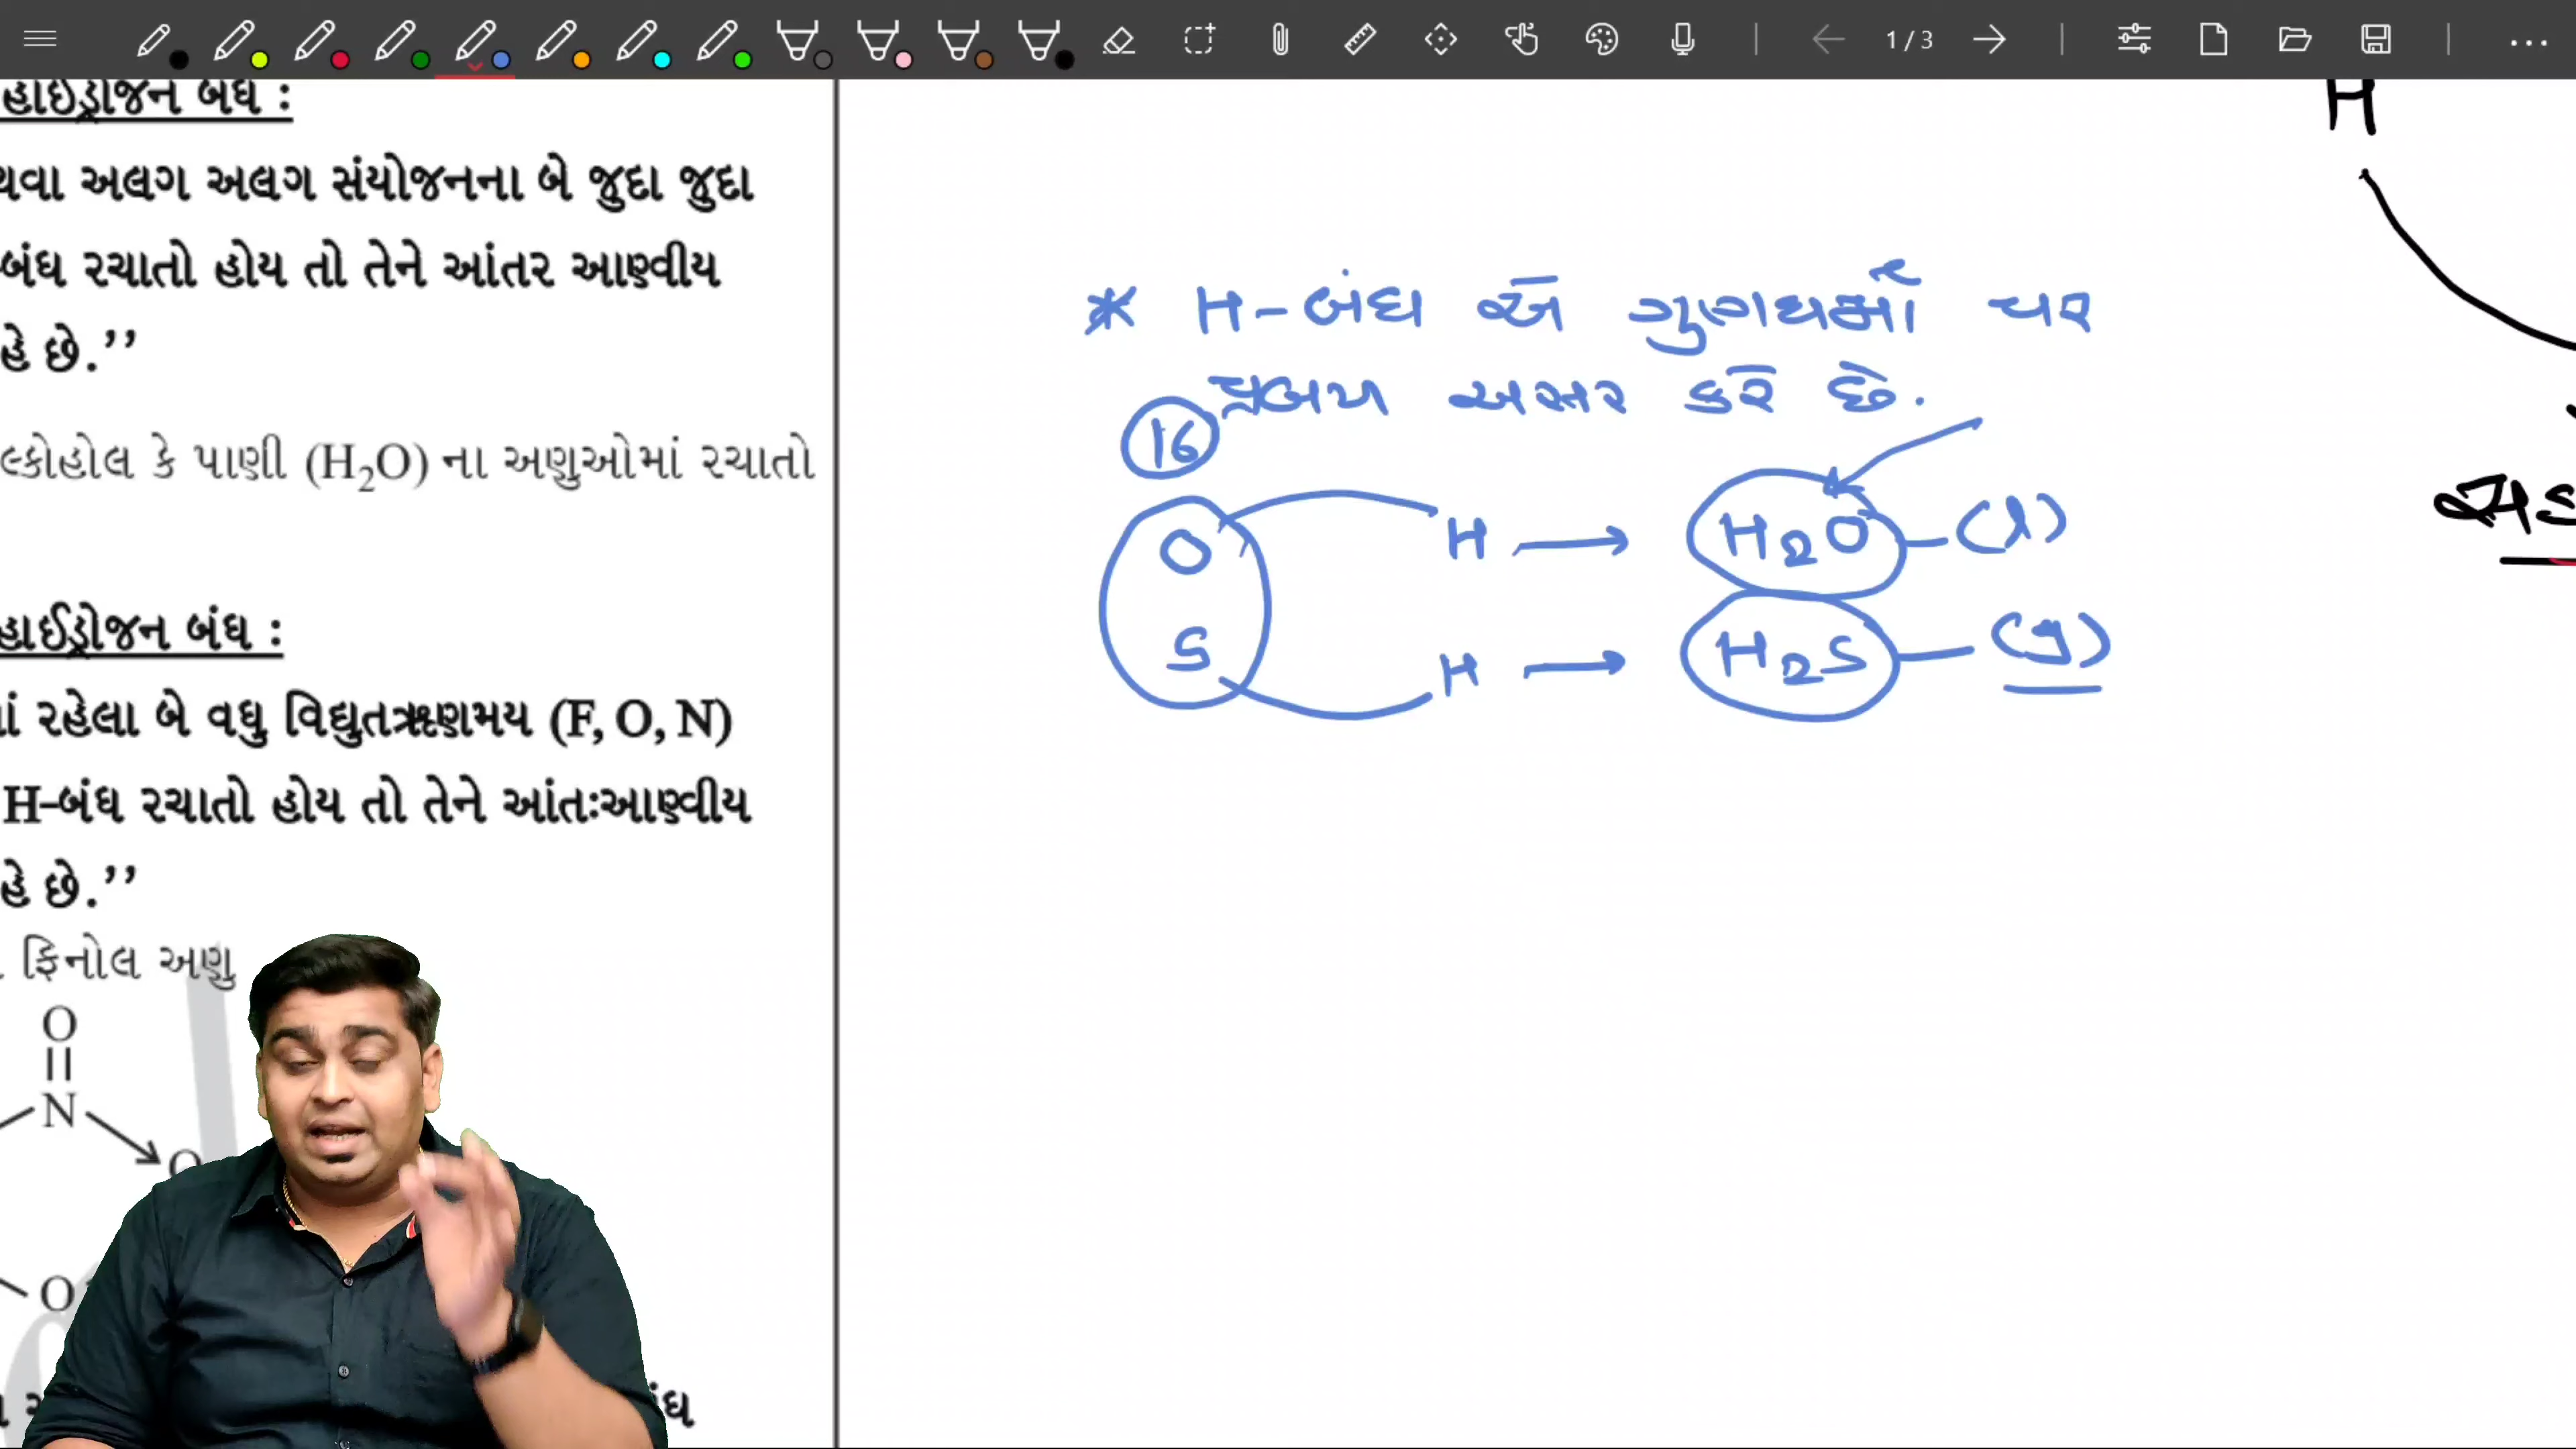 1 / 3
હાઈડ્રોજન બંધ :
થવા અલગ અલગ સંયોજનના બે જુદા જુદા
બંધ રચાતો હોય તો તેને આંતર આણ્વીય
હે છે.’’
લ્કોહોલ કે પાણી (H₂O) ના અણુઓમાં રચાતો
હાઈડ્રોજન બંધ :
માં રહેલા બે વધુ વિદ્યુતઋણમય (F, O, N)
H-બંધ રચાતો હોય તો તેને આંતઃઆણ્વીય
હે છે.’’
ફિનોલ અણુ
O
N
O
O
ંધ
H
* H-બંધ એ ગુણધર્મો પર
પ્રબળ અસર કરે છે.
16
O H → H₂O - (l)
S H → H₂S - (g)